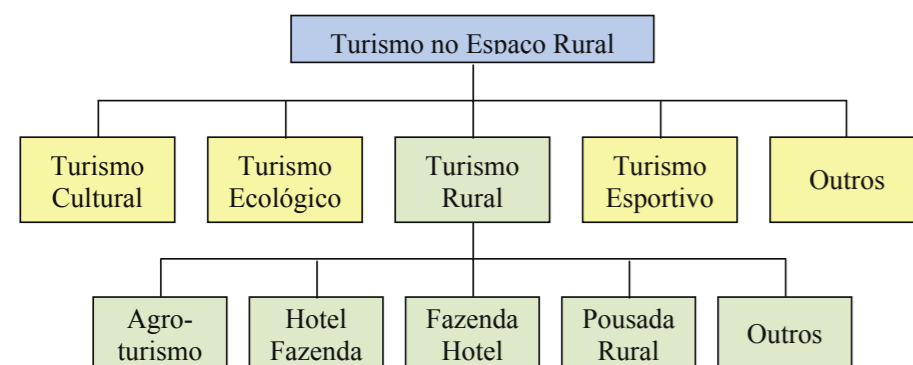 Turismo no Espaço Rural
Turismo
Cultural
Turismo
Ecológico
Turismo
Rural
Turismo
Esportivo
Outros
Agro-
turismo
Hotel
Fazenda
Fazenda
Hotel
Pousada
Rural
Outros